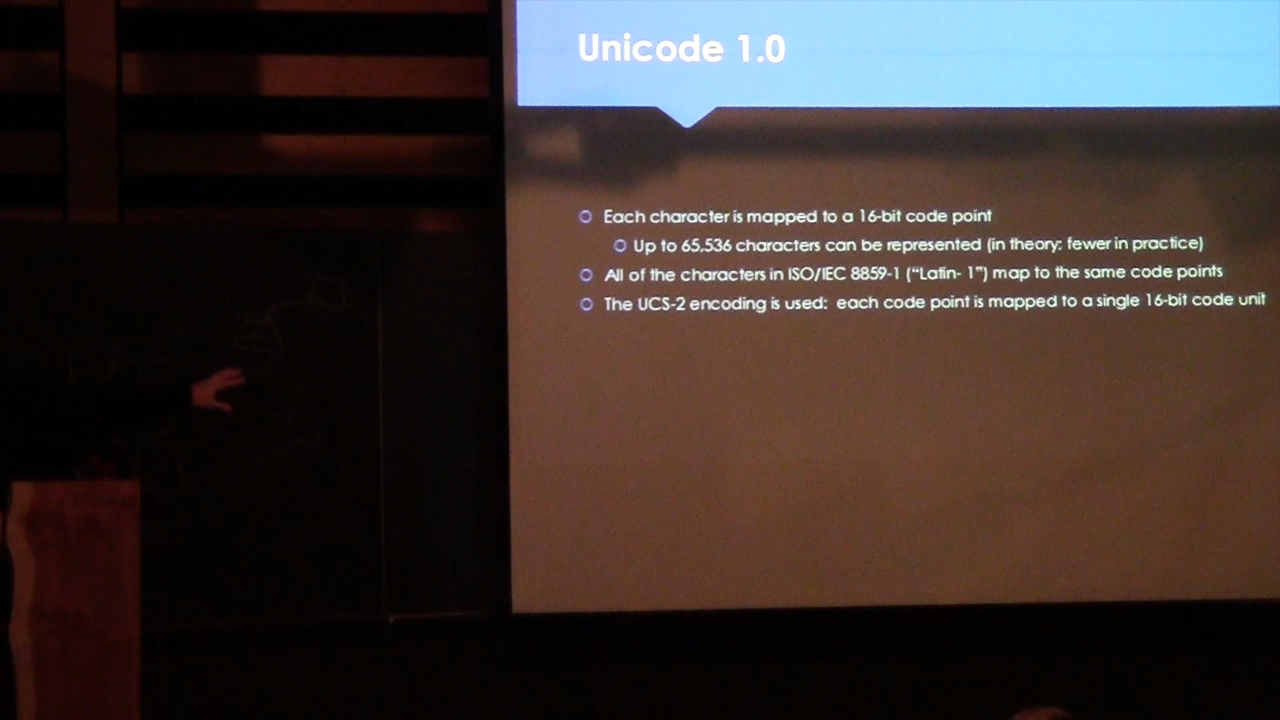 Unicode 1.0
Each character is mapped to a 16-bit code point
Up to 65,536 characters can be represented (in theory; fewer in practice)
All of the characters in ISO/IEC 8859-1 (“Latin- 1”) map to the same code points
The UCS-2 encoding is used: each code point is mapped to a single 16-bit code unit